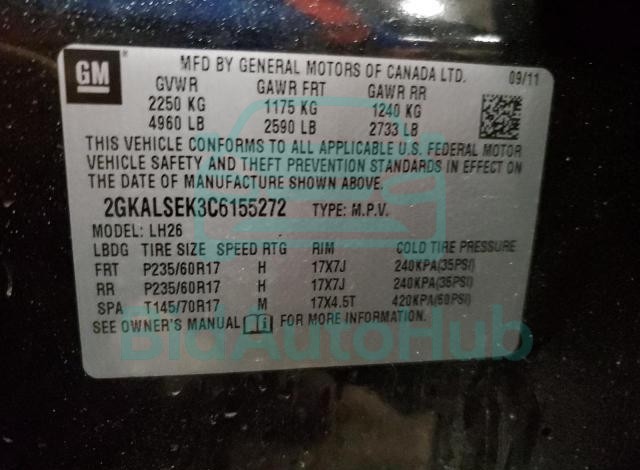 GM
MFD BY GENERAL MOTORS OF CANADA LTD. 09/11
GVWR GAWR FRT GAWR RR
2250 KG 1175 KG 1240 KG
4960 LB 2590 LB 2733 LB
THIS VEHICLE CONFORMS TO ALL APPLICABLE U.S. FEDERAL MOTOR
VEHICLE SAFETY AND THEFT PREVENTION STANDARDS IN EFFECT ON
THE DATE OF MANUFACTURE SHOWN ABOVE.
2GKALSEK3C6155272 TYPE: M.P.V.
MODEL: LH26
LBDG TIRE SIZE SPEED RTG RIM COLD TIRE PRESSURE
FRT P235/60R17 H 17X7J 240KPA(35PSI)
RR P235/60R17 H 17X7J 240KPA(35PSI)
SPA T145/70R17 M 17X4.5T 420KPA(60PSI)
SEE OWNER'S MANUAL FOR MORE INFORMATION.
BidAutoHub